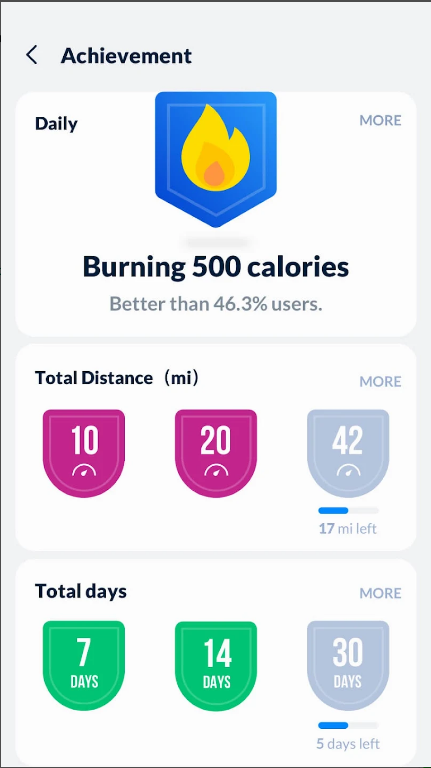 Achievement
Daily
MORE
Burning 500 calories
Better than 46.3% users.
Total Distance（mi）
MORE
10
20
42
17 mi left
Total days
MORE
7
DAYS
14
DAYS
30
DAYS
5 days left